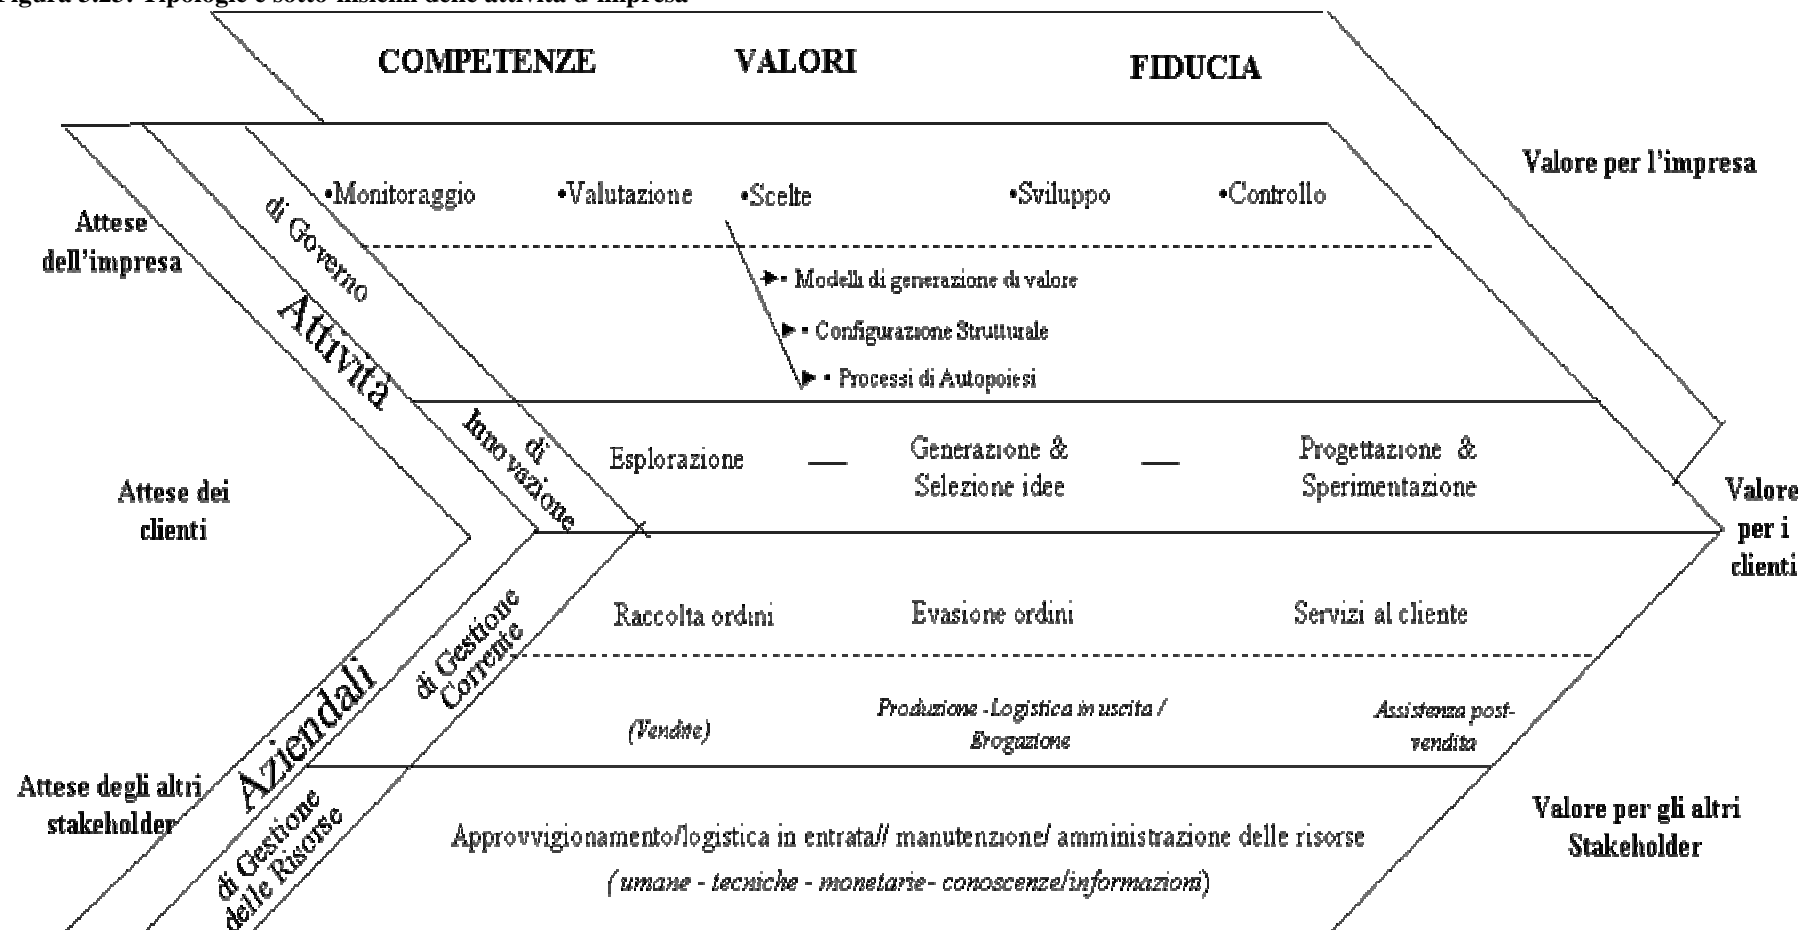 Figura 3.23. Tipologie e sotto-insiemi delle attività d'impresa
COMPETENZE VALORI FIDUCIA
Valore per l'impresa
•Monitoraggio •Valutazione •Scelte •Sviluppo •Controllo
di Governo
Attese
dell'impresa
▪ Modelli di generazione di valore
▪ Configurazione Strutturale
▪ Processi di Autopoiesi
Attività
di
Innovazione
Esplorazione — Generazione & — Progettazione &
Selezione idee Sperimentazione
Attese dei
clienti
Valore
per i
clienti
Raccolta ordini Evasione ordini Servizi al cliente
di Gestione
Corrente
(Vendite) Produzione -Logistica in uscita / Assistenza post-
Erogazione vendita
Aziendali
Attese degli altri
stakeholder
Valore per gli altri
Stakeholder
di Gestione
delle Risorse
Approvvigionamento/logistica in entrata// manutenzione/ amministrazione delle risorse
(umane - tecniche - monetarie- conoscenze/informazioni)